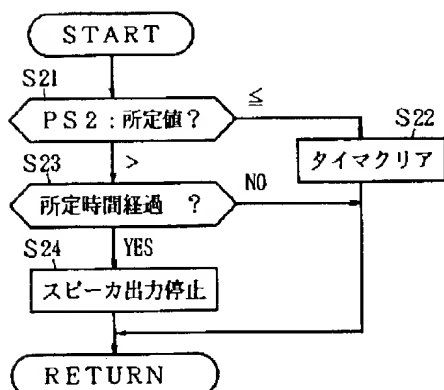 START
S21
PS2:所定値?
≦
S22
タイマクリア
S23
>
所定時間経過 ?
NO
YES
S24
スピーカ出力停止
RETURN